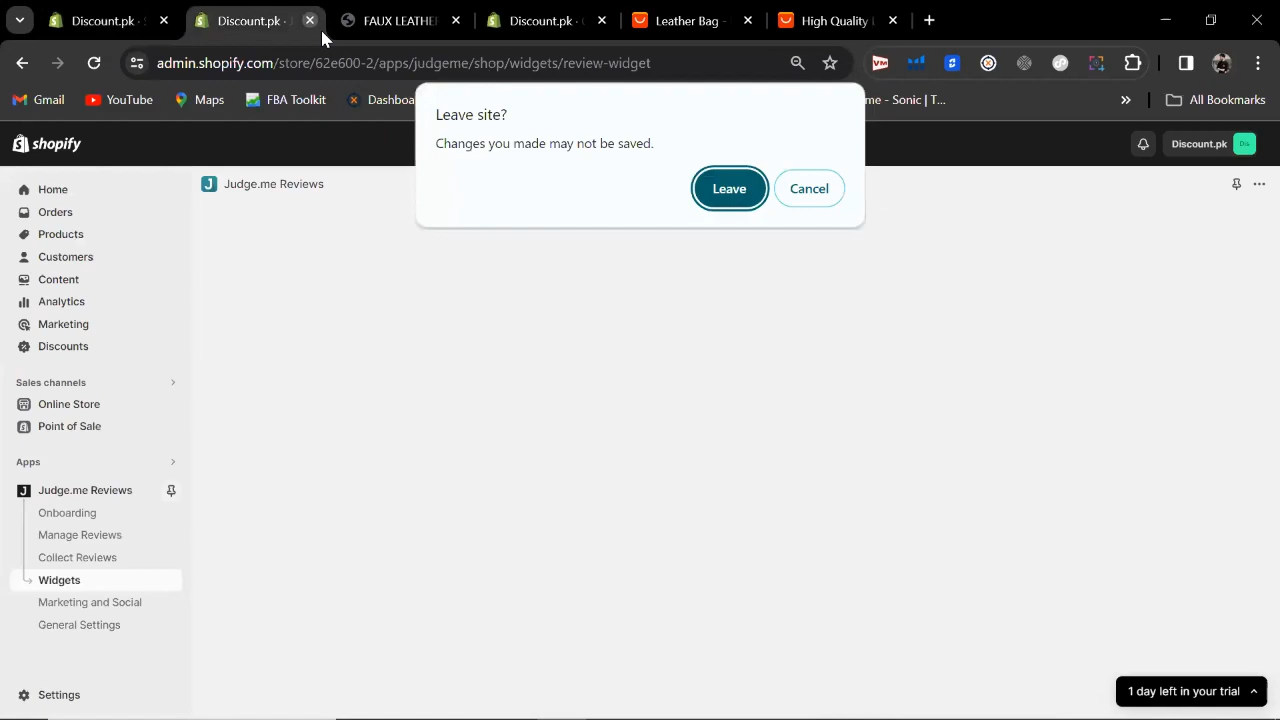 Discount.pk ·
Discount.pk ·
FAUX LEATHE
Discount.pk ·
Leather Bag -
High Quality
admin.shopify.com/store/62e600-2/apps/judgeme/shop/widgets/review-widget
VM
Gmail
YouTube
Maps
FBA Toolkit
Dashboa
me - Sonic | T...
All Bookmarks
Leave site?
Changes you made may not be saved.
Leave
Cancel
shopify
Discount.pk
Dis
J
Judge.me Reviews
Home
Orders
Products
Customers
Content
Analytics
Marketing
Discounts
Sales channels
Online Store
Point of Sale
Apps
J
Judge.me Reviews
Onboarding
Manage Reviews
Collect Reviews
Widgets
Marketing and Social
General Settings
Settings
1 day left in your trial